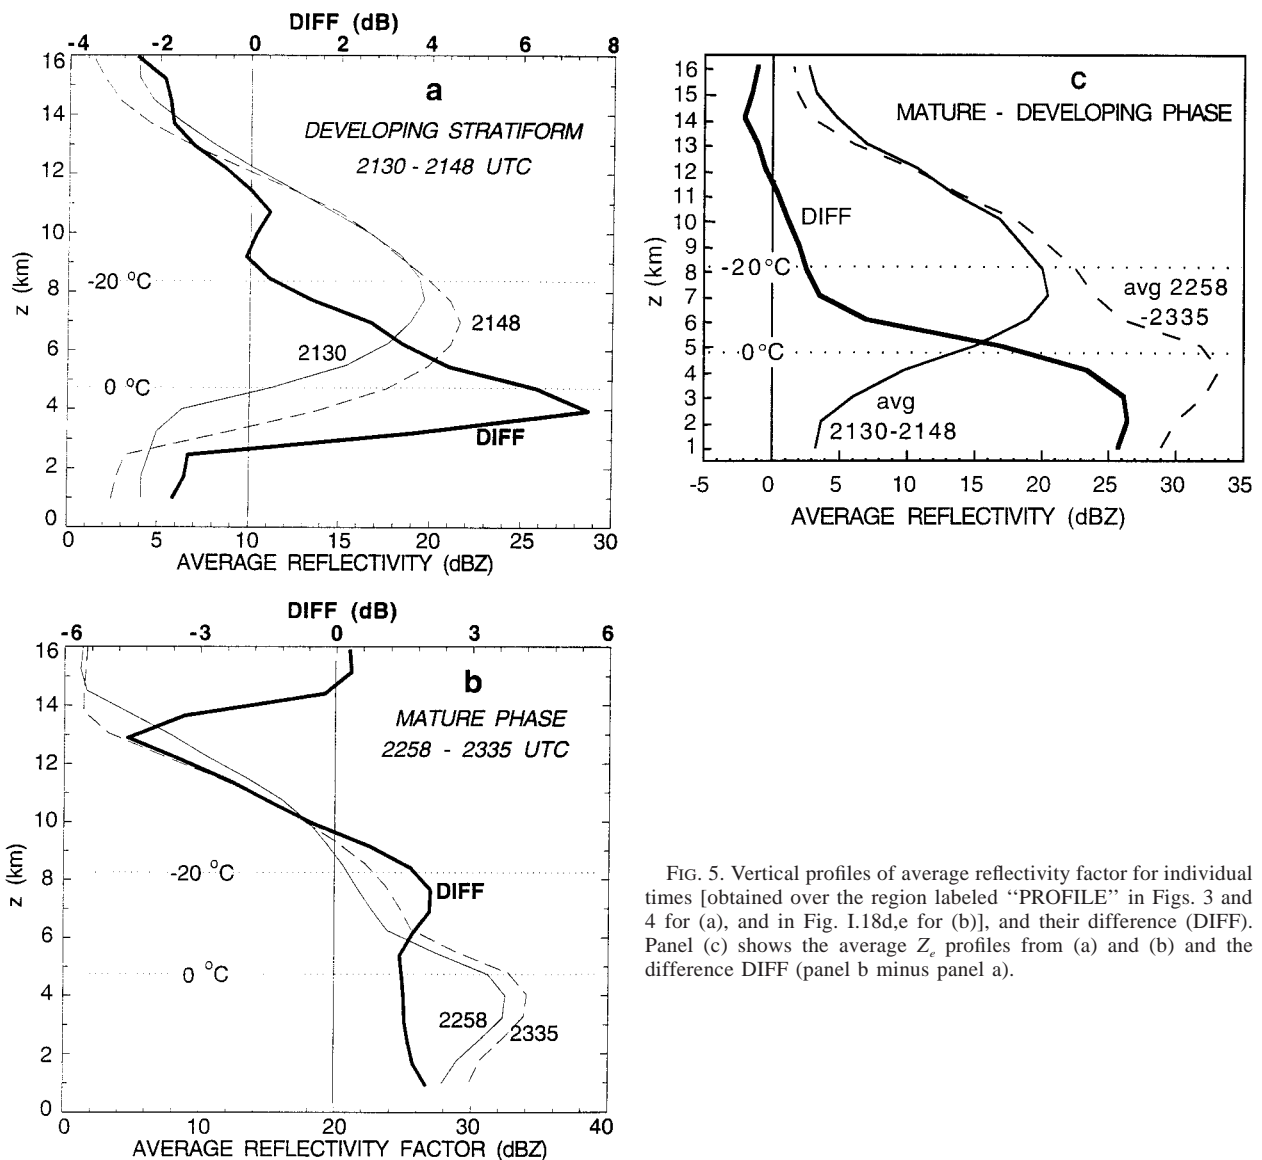 DIFF (dB)
-4 -2 0 2 4 6 8
16
14
12
10
8
6
4
2
0
z (km)
a
DEVELOPING STRATIFORM
2130 - 2148 UTC
-20 °C
0 °C
2148
2130
DIFF
0 5 10 15 20 25 30
AVERAGE REFLECTIVITY (dBZ)
16
15
14
13
12
11
10
9
8
7
6
5
4
3
2
1
z (km)
c
MATURE - DEVELOPING PHASE
DIFF
-20°C
avg 2258
-2335
0°C
avg
2130-2148
-5 0 5 10 15 20 25 30 35
AVERAGE REFLECTIVITY (dBZ)
DIFF (dB)
-6 -3 0 3 6
16
14
12
10
8
6
4
2
0
z (km)
b
MATURE PHASE
2258 - 2335 UTC
-20 °C
DIFF
0 °C
2258
2335
0 10 20 30 40
AVERAGE REFLECTIVITY FACTOR (dBZ)
FIG. 5. Vertical profiles of average reflectivity factor for individual
times [obtained over the region labeled ‘‘PROFILE’’ in Figs. 3 and
4 for (a), and in Fig. I.18d,e for (b)], and their difference (DIFF).
Panel (c) shows the average Ze profiles from (a) and (b) and the
difference DIFF (panel b minus panel a).